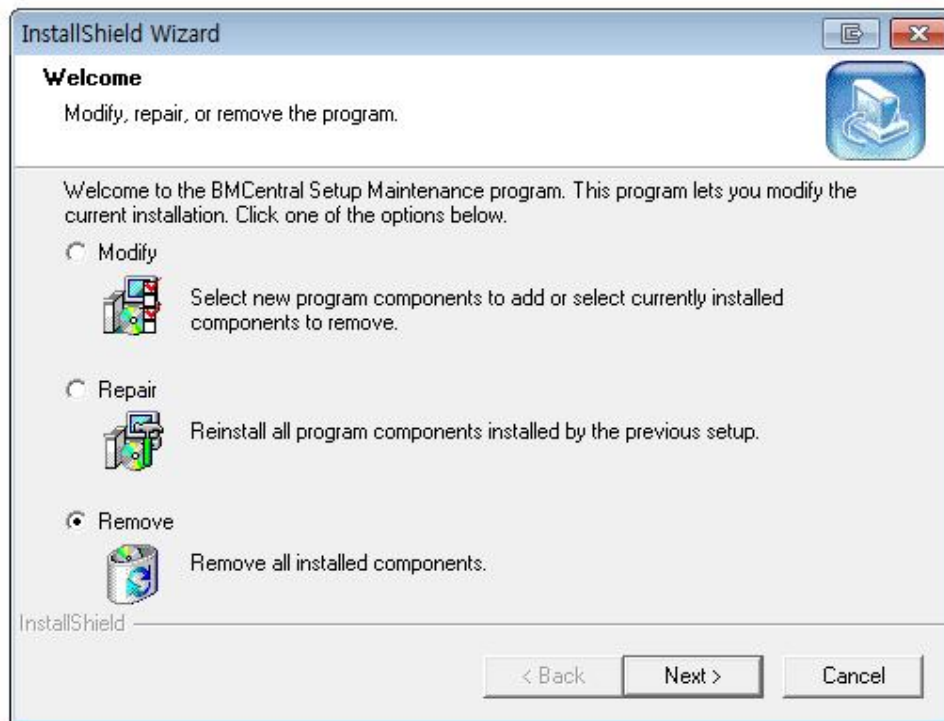 InstallShield Wizard
Welcome
Modify, repair, or remove the program.
Welcome to the BMCentral Setup Maintenance program. This program lets you modify the
current installation. Click one of the options below.
Modify
Select new program components to add or select currently installed
components to remove.
Repair
Reinstall all program components installed by the previous setup.
Remove
Remove all installed components.
InstallShield
< Back
Next >
Cancel